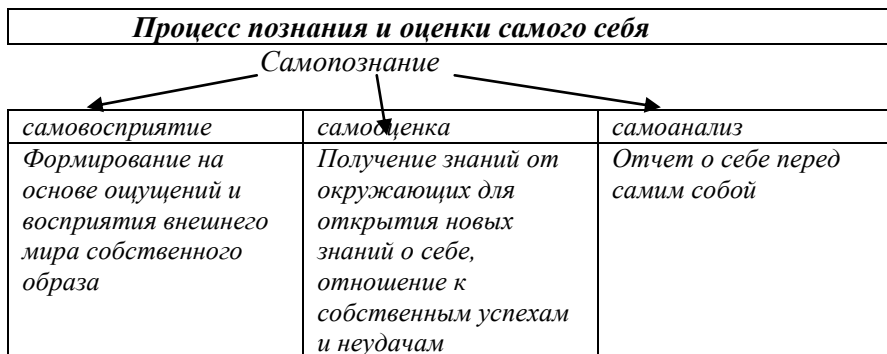 Процесс познания и оценки самого себя
Самопознание
самовосприятие
Формирование на
основе ощущений и
восприятия внешнего
мира собственного
образа
самооценка
Получение знаний от
окружающих для
открытия новых
знаний о себе,
отношение к
собственным успехам
и неудачам
самоанализ
Отчет о себе перед
самим собой